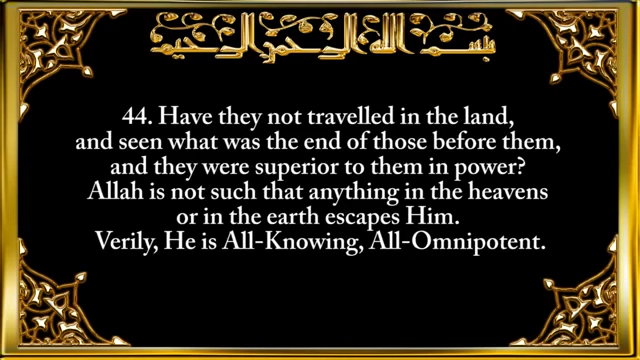 بسم الله الرحمن الرحيم
44. Have they not travelled in the land,
and seen what was the end of those before them,
and they were superior to them in power?
Allah is not such that anything in the heavens
or in the earth escapes Him.
Verily, He is All-Knowing, All-Omnipotent.